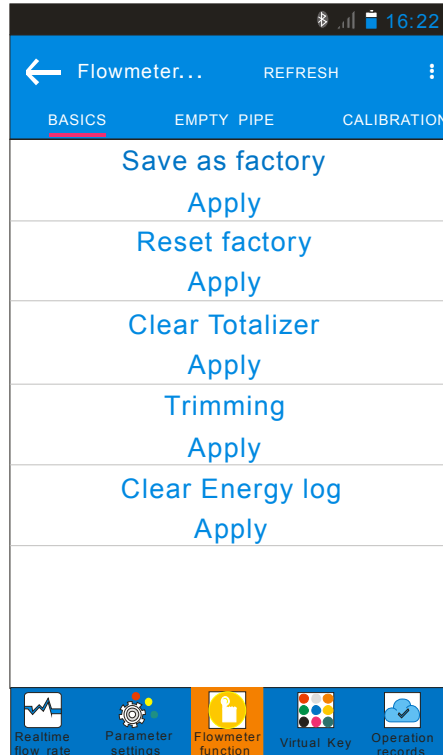 16:22
Flowmeter... REFRESH
BASICS EMPTY PIPE CALIBRATION
Save as factory
Apply
Reset factory
Apply
Clear Totalizer
Apply
Trimming
Apply
Clear Energy log
Apply
Realtime flow rate
Parameter settings
Flowmeter function
Virtual Key
Operation records